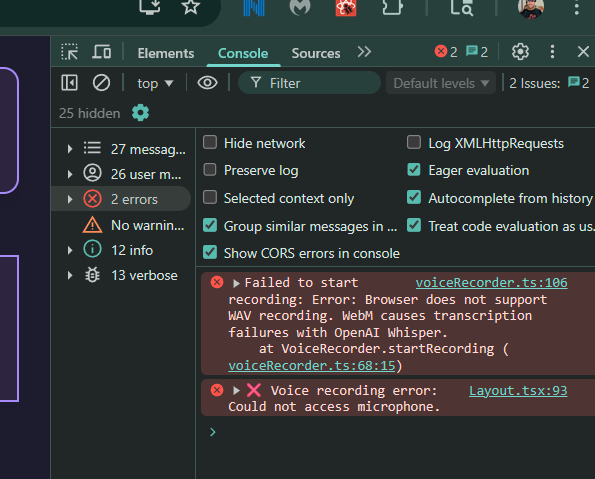 Elements
Console
Sources
2
2
top
Filter
Default levels
2 Issues:
2
25 hidden
27 messag...
26 user m...
2 errors
No warnin...
12 info
13 verbose
Hide network
Log XMLHttpRequests
Preserve log
Eager evaluation
Selected context only
Autocomplete from history
Group similar messages in ...
Treat code evaluation as us...
Show CORS errors in console
Failed to start voiceRecorder.ts:106
recording: Error: Browser does not support
WAV recording. WebM causes transcription
failures with OpenAI Whisper.
at VoiceRecorder.startRecording (
voiceRecorder.ts:68:15)
❌ Voice recording error: Layout.tsx:93
Could not access microphone.